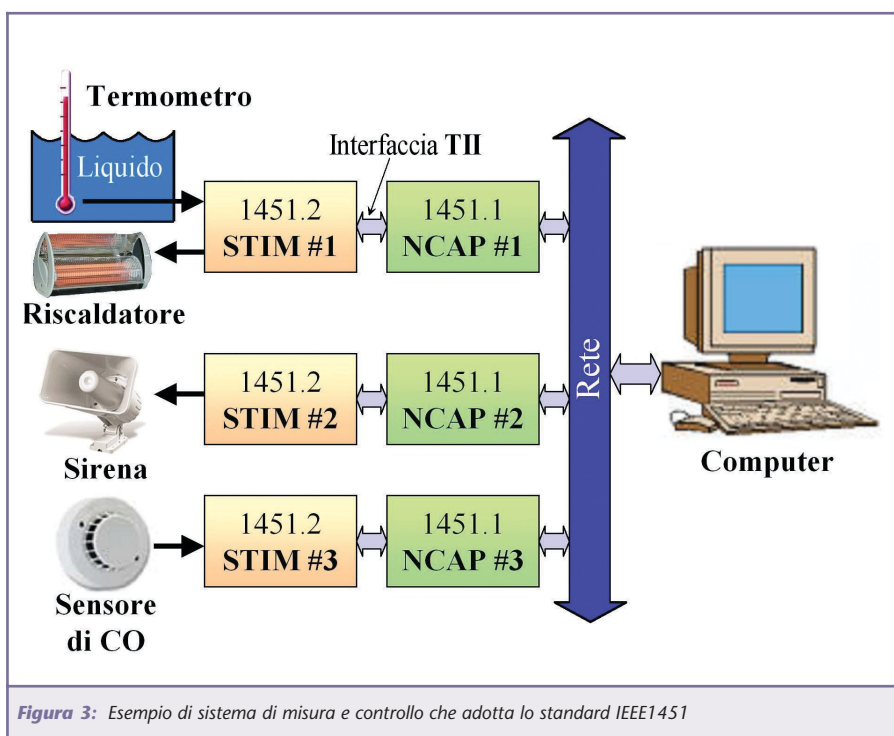 Termometro
Liquido
Interfaccia TII
1451.2
STIM #1
1451.1
NCAP #1
Riscaldatore
1451.2
STIM #2
1451.1
NCAP #2
Sirena
1451.2
STIM #3
1451.1
NCAP #3
Sensore
di CO
Rete
Computer
Figura 3: Esempio di sistema di misura e controllo che adotta lo standard IEEE1451